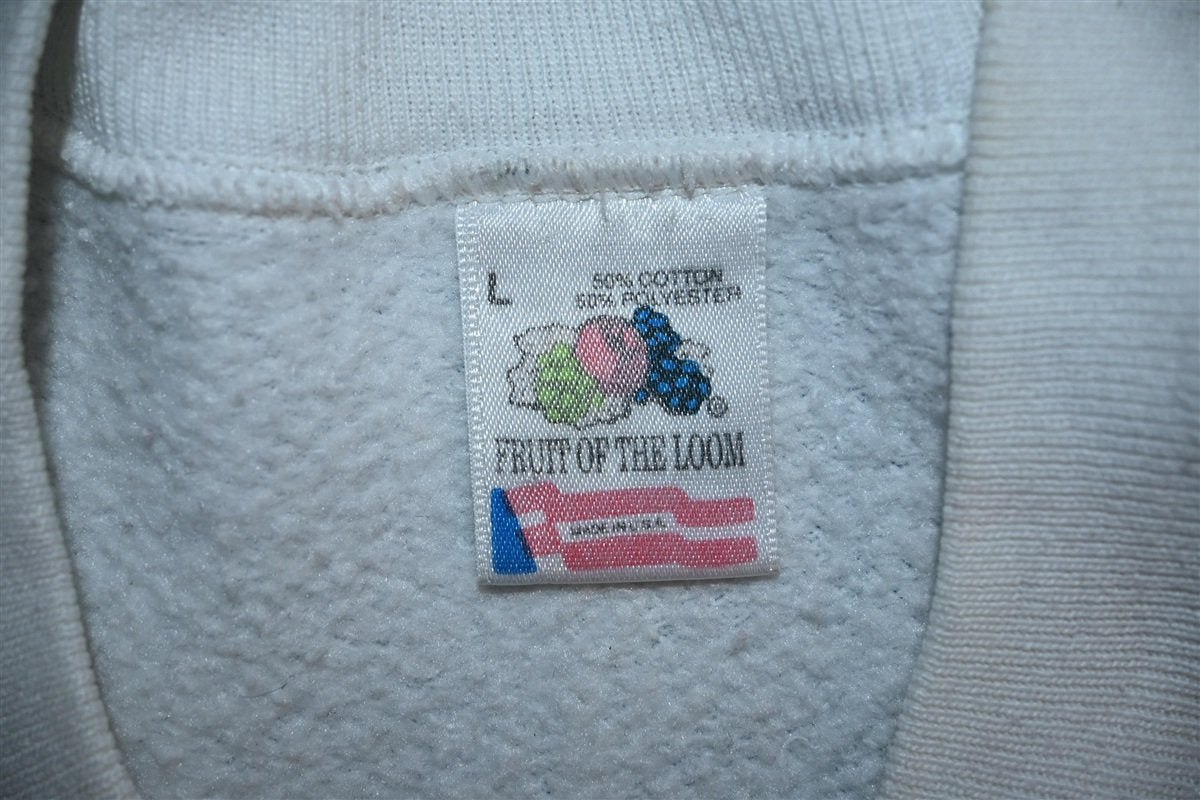 L
50% COTTON
50% POLYESTER
®
FRUIT OF THE LOOM
MADE IN U.S.A.